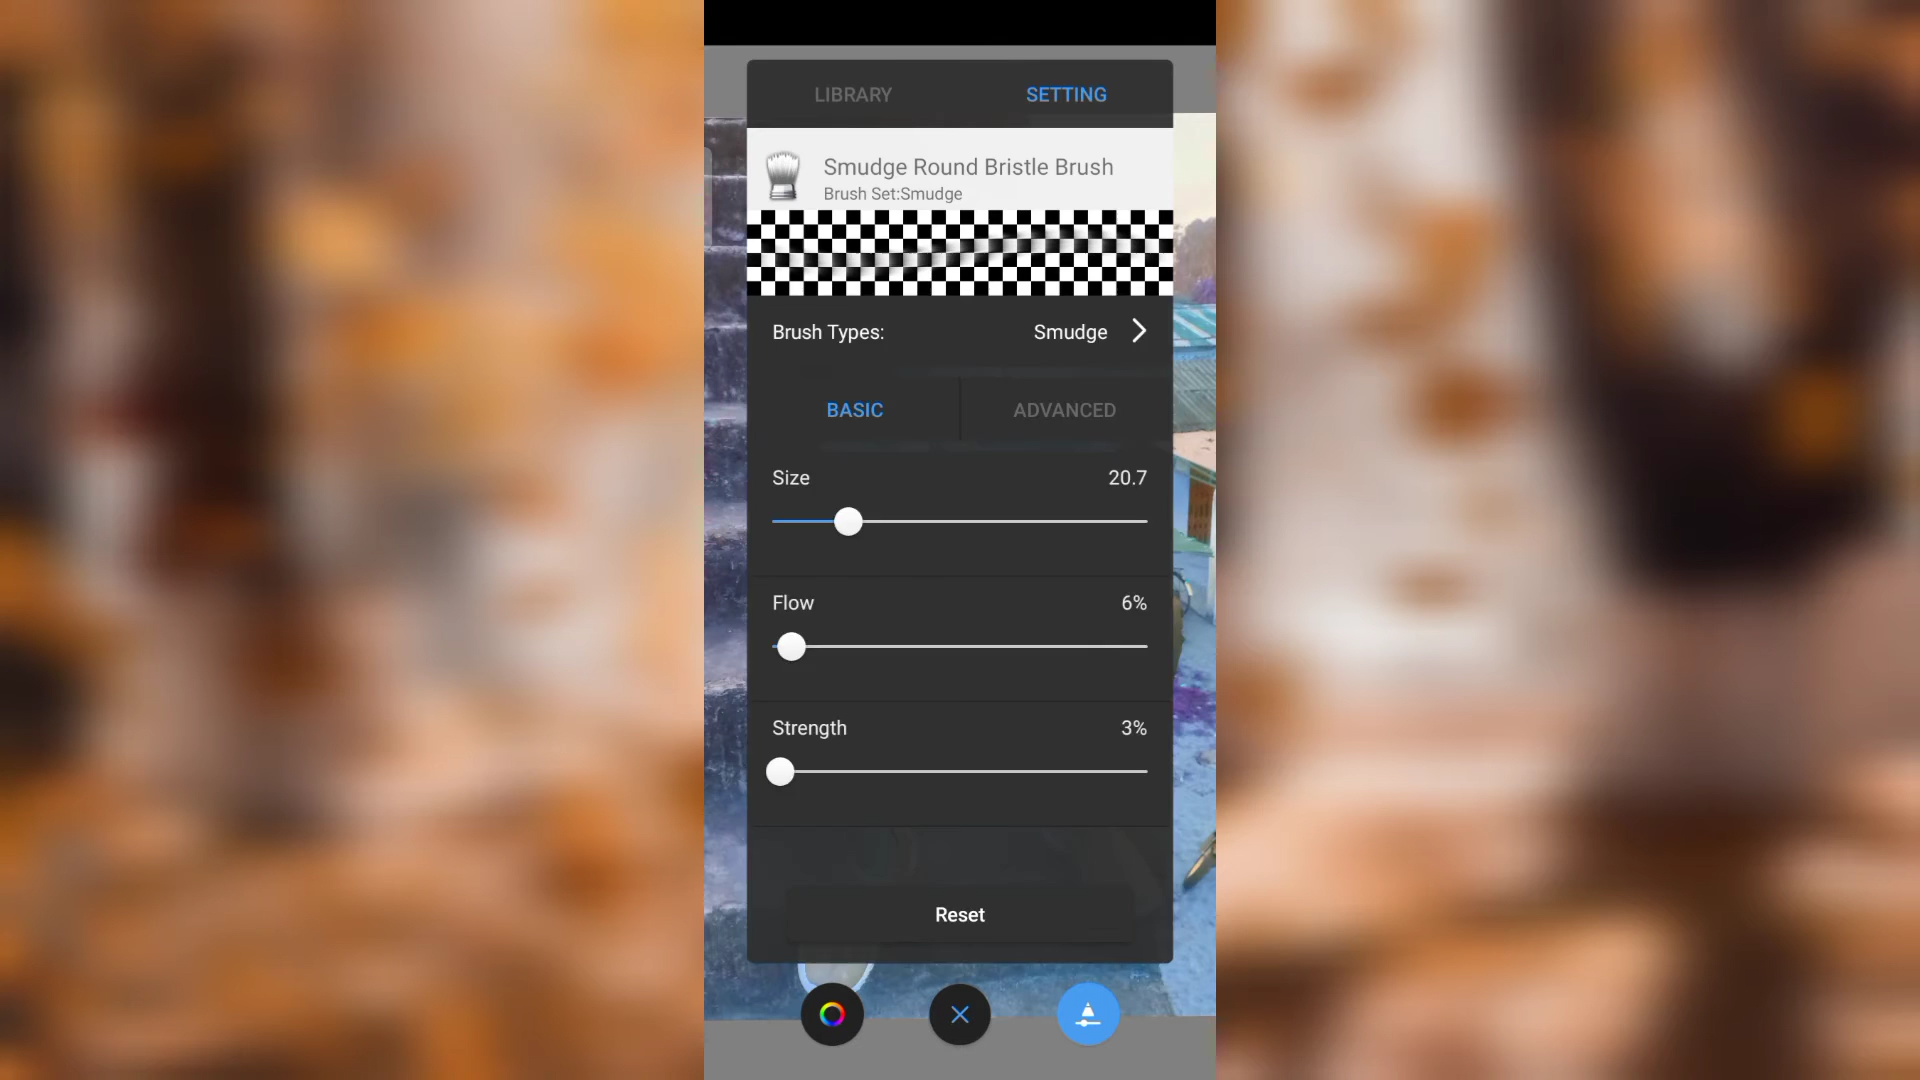 LIBRARY SETTING
Smudge Round Bristle Brush
Brush Set:Smudge
Brush Types: Smudge
BASIC ADVANCED
Size 20.7
Flow 6%
Strength 3%
Reset